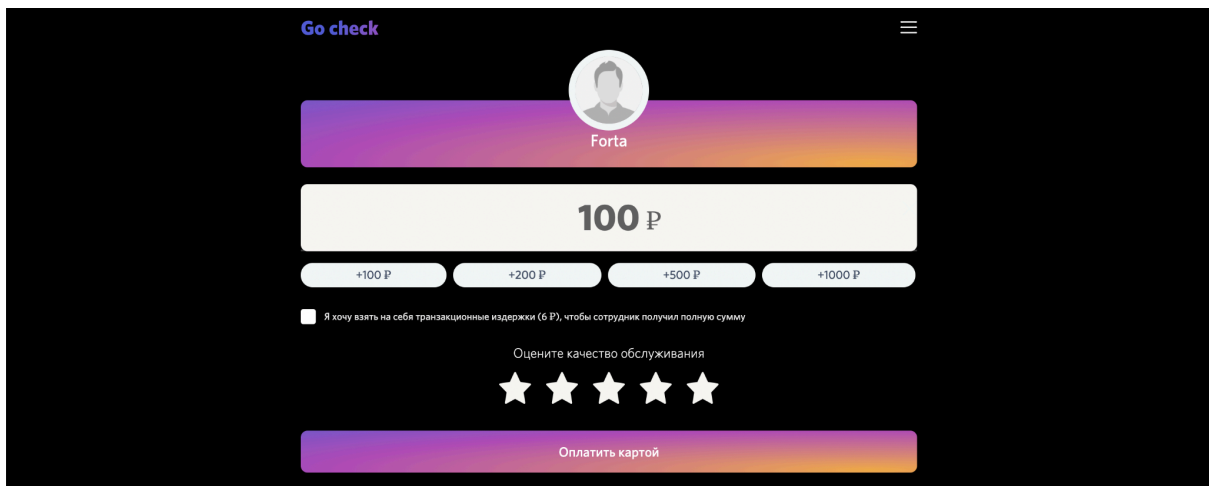 Go check
Forta
100 ₽
+100 ₽ +200 ₽ +500 ₽ +1000 ₽
Я хочу взять на себя транзакционные издержки (6 ₽), чтобы сотрудник получил полную сумму
Оцените качество обслуживания
Оплатить картой